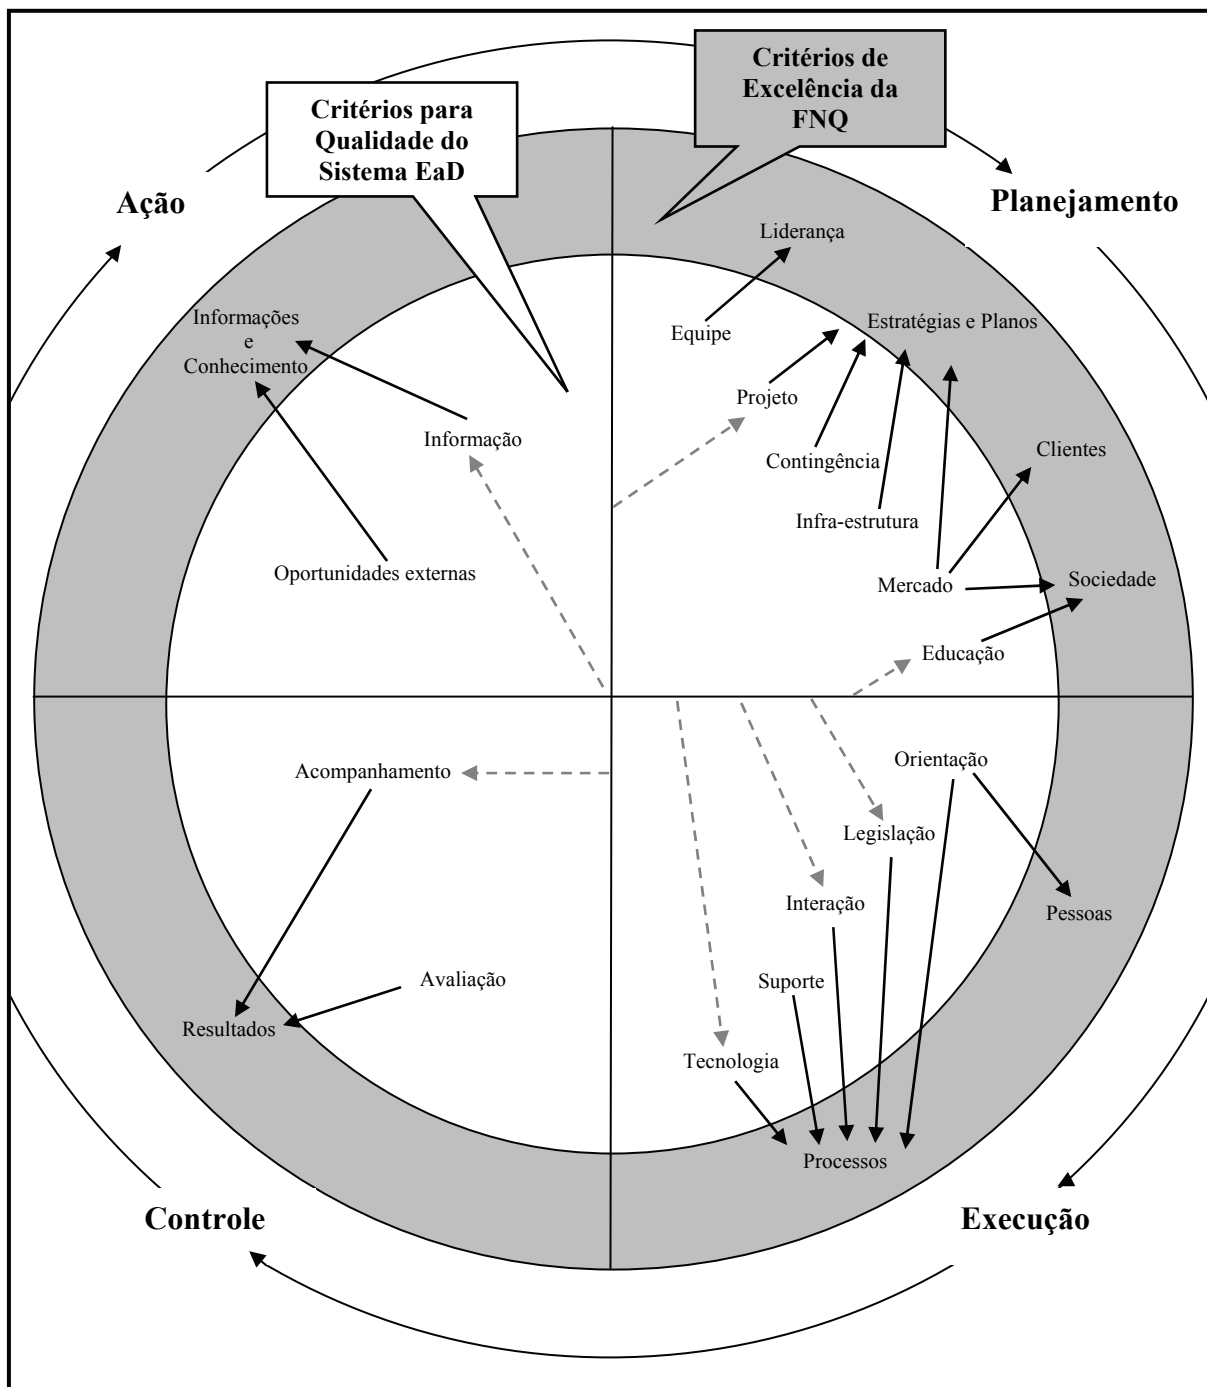 Critérios de
Excelência da
FNQ
Critérios para
Qualidade do
Sistema EaD
Ação
Planejamento
Liderança
Informações
e
Conhecimento
Equipe
Estratégias e Planos
Projeto
Informação
Contingência
Clientes
Infra-estrutura
Oportunidades externas
Mercado
Sociedade
Educação
Acompanhamento
Orientação
Legislação
Interação
Pessoas
Avaliação
Suporte
Resultados
Tecnologia
Processos
Controle
Execução